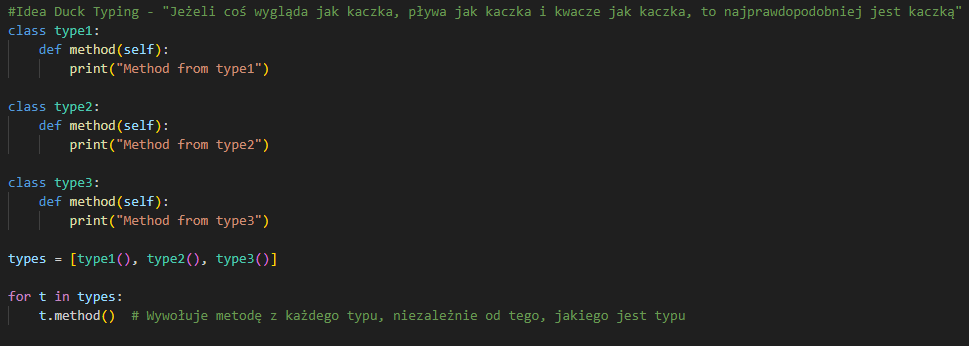 #Idea Duck Typing - "Jeżeli coś wygląda jak kaczka, pływa jak kaczka i kwacze jak kaczka, to najprawdopodobniej jest kaczką"
class type1:
    def method(self):
        print("Method from type1")
class type2:
    def method(self):
        print("Method from type2")
class type3:
    def method(self):
        print("Method from type3")
types = [type1(), type2(), type3()]
for t in types:
    t.method()  # Wywołuje metodę z każdego typu, niezależnie od tego, jakiego jest typu